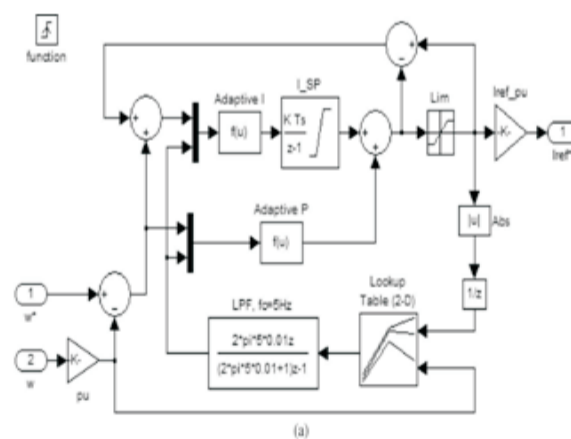 function
Adaptive I
I_SP
Lim
Iref_pu
f(u)
K Ts
z-1
-K-
1
Iref*
Adaptive P
f(u)
|u|
Abs
1/z
1
w*
2
w
-K-
pu
LPF, fo=5Hz
2*pi*5*0.01z
(2*pi*5*0.01+1)z-1
Lookup
Table (2-D)
(a)